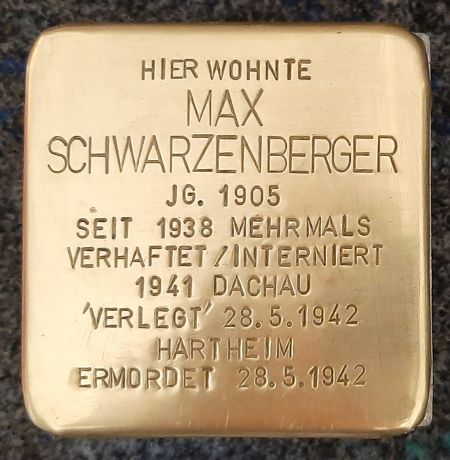 HIER WOHNTE
MAX
SCHWARZENBERGER
JG. 1905
SEIT 1938 MEHRMALS
VERHAFTET / INTERNIERT
1941 DACHAU
'VERLEGT' 28.5.1942
HARTHEIM
ERMORDET 28.5.1942